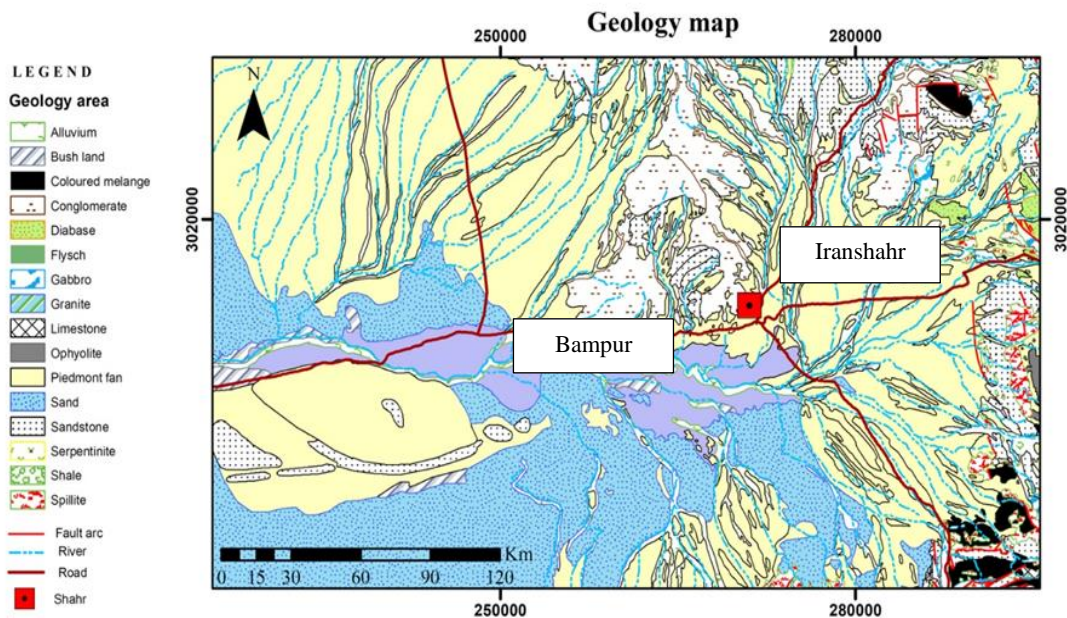 Geology map
250000 280000
LEGEND
Geology area
Alluvium
Bush land
Coloured melange
Conglomerate
Diabase
Flysch
Gabbro
Granite
Limestone
Ophyolite
Piedmont fan
Sand
Sandstone
Serpentinite
Shale
Spillite
Fault arc
River
Road
Shahr
N
3020000
3020000
Iranshahr
Bampur
Km
0 15 30 60 90 120
250000 280000